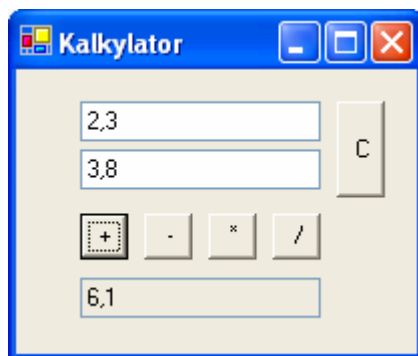 Kalkylator
2,3
C
3,8
+ - * /
6,1